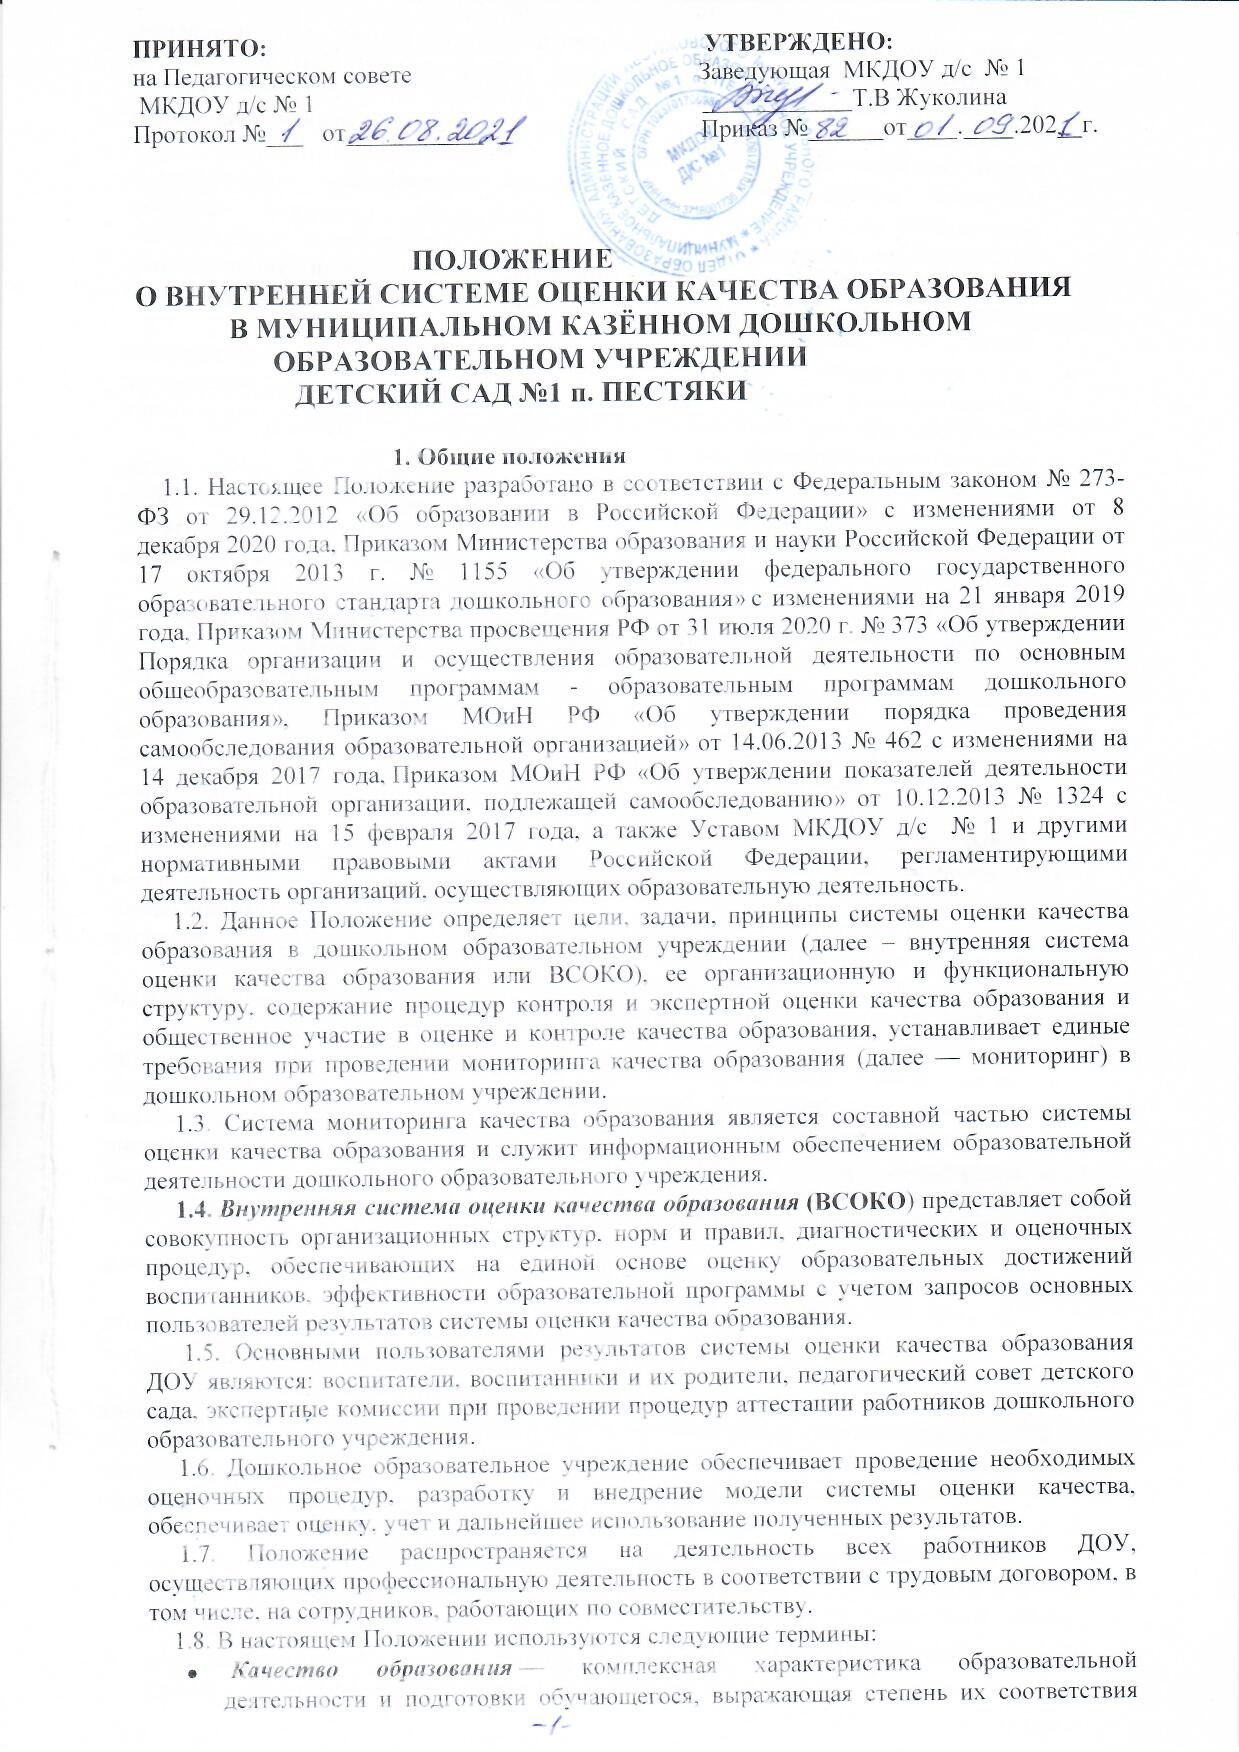 ПРИНЯТО:
на Педагогическом совете
МКДОУ д/с № 1
Протокол № 1 от 26.08.2021
УТВЕРЖДЕНО:
Заведующая МКДОУ д/с № 1
Т.В Жуколина
Приказ № 82 от 01.09.2021 г.
МКДОУ
Д/С №1
ПОЛОЖЕНИЕ
О ВНУТРЕННЕЙ СИСТЕМЕ ОЦЕНКИ КАЧЕСТВА ОБРАЗОВАНИЯ
В МУНИЦИПАЛЬНОМ КАЗЁННОМ ДОШКОЛЬНОМ
ОБРАЗОВАТЕЛЬНОМ УЧРЕЖДЕНИИ
ДЕТСКИЙ САД №1 п. ПЕСТЯКИ
1. Общие положения
1.1. Настоящее Положение разработано в соответствии с Федеральным законом № 273-
ФЗ от 29.12.2012 «Об образовании в Российской Федерации» с изменениями от 8
декабря 2020 года, Приказом Министерства образования и науки Российской Федерации от
17 октября 2013 г. № 1155 «Об утверждении федерального государственного
образовательного стандарта дошкольного образования» с изменениями на 21 января 2019
года, Приказом Министерства просвещения РФ от 31 июля 2020 г. № 373 «Об утверждении
Порядка организации и осуществления образовательной деятельности по основным
общеобразовательным программам - образовательным программам дошкольного
образования», Приказом МОиН РФ «Об утверждении порядка проведения
самообследования образовательной организацией» от 14.06.2013 № 462 с изменениями на
14 декабря 2017 года, Приказом МОиН РФ «Об утверждении показателей деятельности
образовательной организации, подлежащей самообследованию» от 10.12.2013 № 1324 с
изменениями на 15 февраля 2017 года, а также Уставом МКДОУ д/с № 1 и другими
нормативными правовыми актами Российской Федерации, регламентирующими
деятельность организаций, осуществляющих образовательную деятельность.
1.2. Данное Положение определяет цели, задачи, принципы системы оценки качества
образования в дошкольном образовательном учреждении (далее – внутренняя система
оценки качества образования или ВСОКО), ее организационную и функциональную
структуру, содержание процедур контроля и экспертной оценки качества образования и
общественное участие в оценке и контроле качества образования, устанавливает единые
требования при проведении мониторинга качества образования (далее — мониторинг) в
дошкольном образовательном учреждении.
1.3. Система мониторинга качества образования является составной частью системы
оценки качества образования и служит информационным обеспечением образовательной
деятельности дошкольного образовательного учреждения.
1.4. Внутренняя система оценки качества образования (ВСОКО) представляет собой
совокупность организационных структур, норм и правил, диагностических и оценочных
процедур, обеспечивающих на единой основе оценку образовательных достижений
воспитанников, эффективности образовательной программы с учетом запросов основных
пользователей результатов системы оценки качества образования.
1.5. Основными пользователями результатов системы оценки качества образования
ДОУ являются: воспитатели, воспитанники и их родители, педагогический совет детского
сада, экспертные комиссии при проведении процедур аттестации работников дошкольного
образовательного учреждения.
1.6. Дошкольное образовательное учреждение обеспечивает проведение необходимых
оценочных процедур, разработку и внедрение модели системы оценки качества,
обеспечивает оценку, учет и дальнейшее использование полученных результатов.
1.7. Положение распространяется на деятельность всех работников ДОУ,
осуществляющих профессиональную деятельность в соответствии с трудовым договором, в
том числе, на сотрудников, работающих по совместительству.
1.8. В настоящем Положении используются следующие термины:
• Качество образования — комплексная характеристика образовательной
деятельности и подготовки обучающегося, выражающая степень их соответствия
-1-